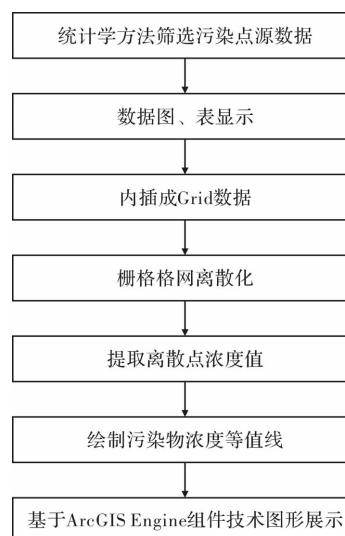 统计学方法筛选污染点源数据
数据图、表显示
内插成Grid数据
栅格格网离散化
提取离散点浓度值
绘制污染物浓度等值线
基于ArcGIS Engine组件技术图形展示